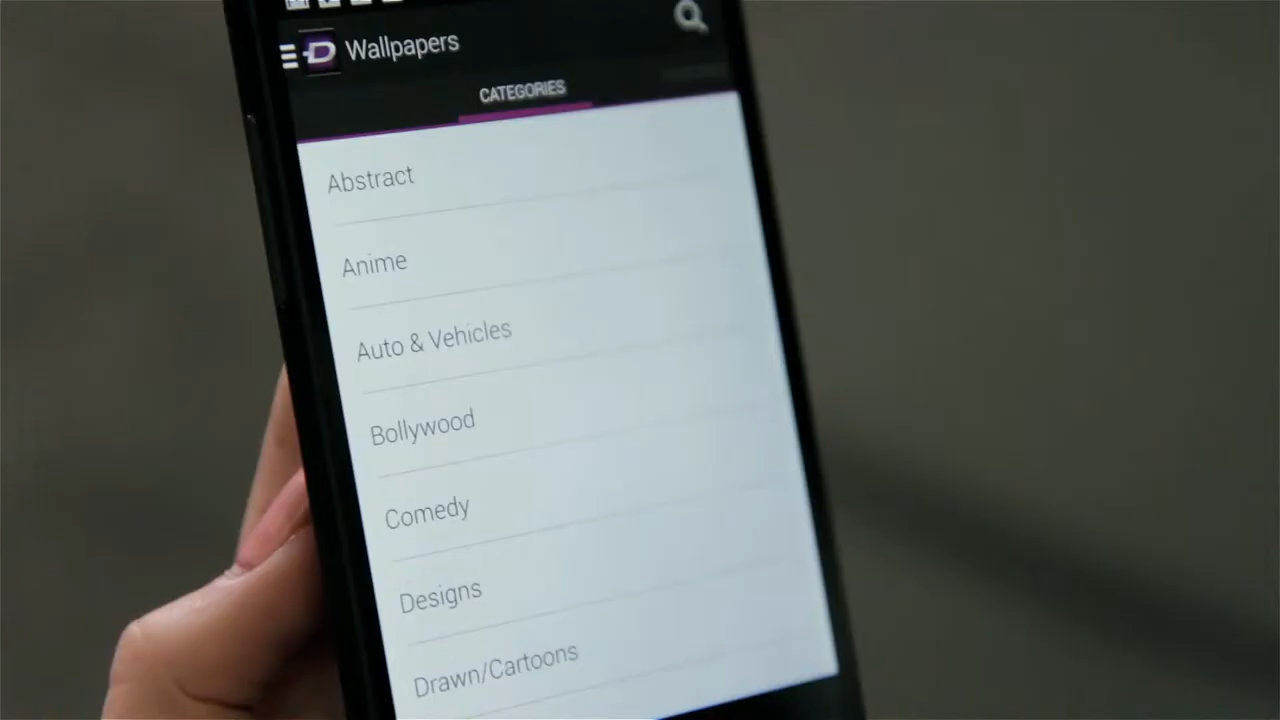 Wallpapers
CATEGORIES
Abstract
Anime
Auto & Vehicles
Bollywood
Comedy
Designs
Drawn/Cartoons